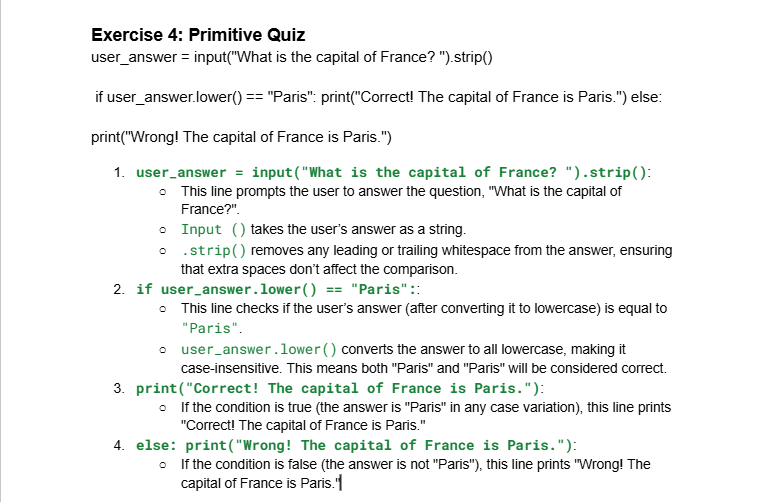 Exercise 4: Primitive Quiz
user_answer = input("What is the capital of France? ").strip()
if user_answer.lower() == "Paris": print("Correct! The capital of France is Paris.") else:
print("Wrong! The capital of France is Paris.")
1. user_answer = input("What is the capital of France? ").strip():
○ This line prompts the user to answer the question, "What is the capital of
France?".
○ Input () takes the user’s answer as a string.
○ .strip() removes any leading or trailing whitespace from the answer, ensuring
that extra spaces don’t affect the comparison.
2. if user_answer.lower() == "Paris"::
○ This line checks if the user’s answer (after converting it to lowercase) is equal to
"Paris".
○ user_answer.lower() converts the answer to all lowercase, making it
case-insensitive. This means both "Paris" and "Paris" will be considered correct.
3. print("Correct! The capital of France is Paris."):
○ If the condition is true (the answer is "Paris" in any case variation), this line prints
"Correct! The capital of France is Paris."
4. else: print("Wrong! The capital of France is Paris."):
○ If the condition is false (the answer is not "Paris"), this line prints "Wrong! The
capital of France is Paris."